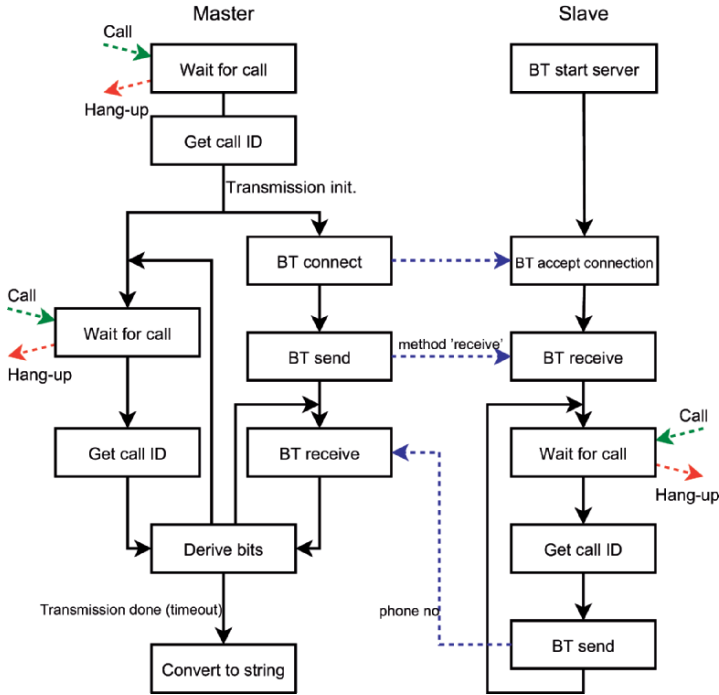 Master
Slave
Call
Wait for call
BT start server
Hang-up
Get call ID
Transmission init.
BT connect
BT accept connection
Call
Wait for call
BT send
method 'receive'
BT receive
Hang-up
Call
Get call ID
BT receive
Wait for call
Hang-up
Derive bits
Get call ID
Transmission done (timeout)
phone no
BT send
Convert to string